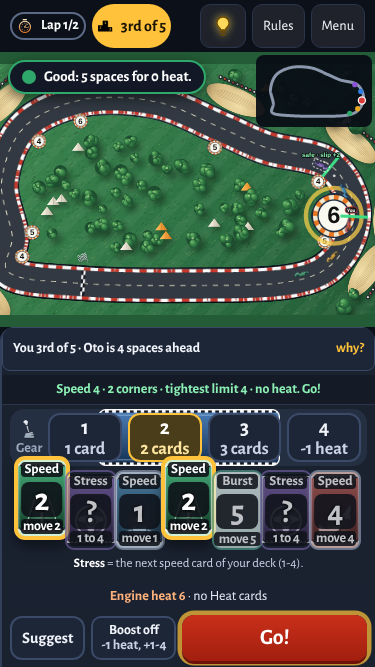 Lap 1/2
3rd of 5
Rules
Menu
Good: 5 spaces for 0 heat.
safe · slip +2
6
5
4
4
6
5
5
4
You 3rd of 5 · Oto is 4 spaces ahead
why?
Speed 4 · 2 corners · tightest limit 4 · no heat. Go!
Gear
1
1 card
2
2 cards
3
3 cards
4
-1 heat
Speed
2
move 2
Stress
?
1 to 4
Speed
1
move 1
Speed
2
move 2
Burst
5
move 5
Stress
?
1 to 4
Speed
4
move 4
Stress = the next speed card of your deck (1-4).
Engine heat 6 · no Heat cards
Suggest
Boost off
-1 heat, +1-4
Go!